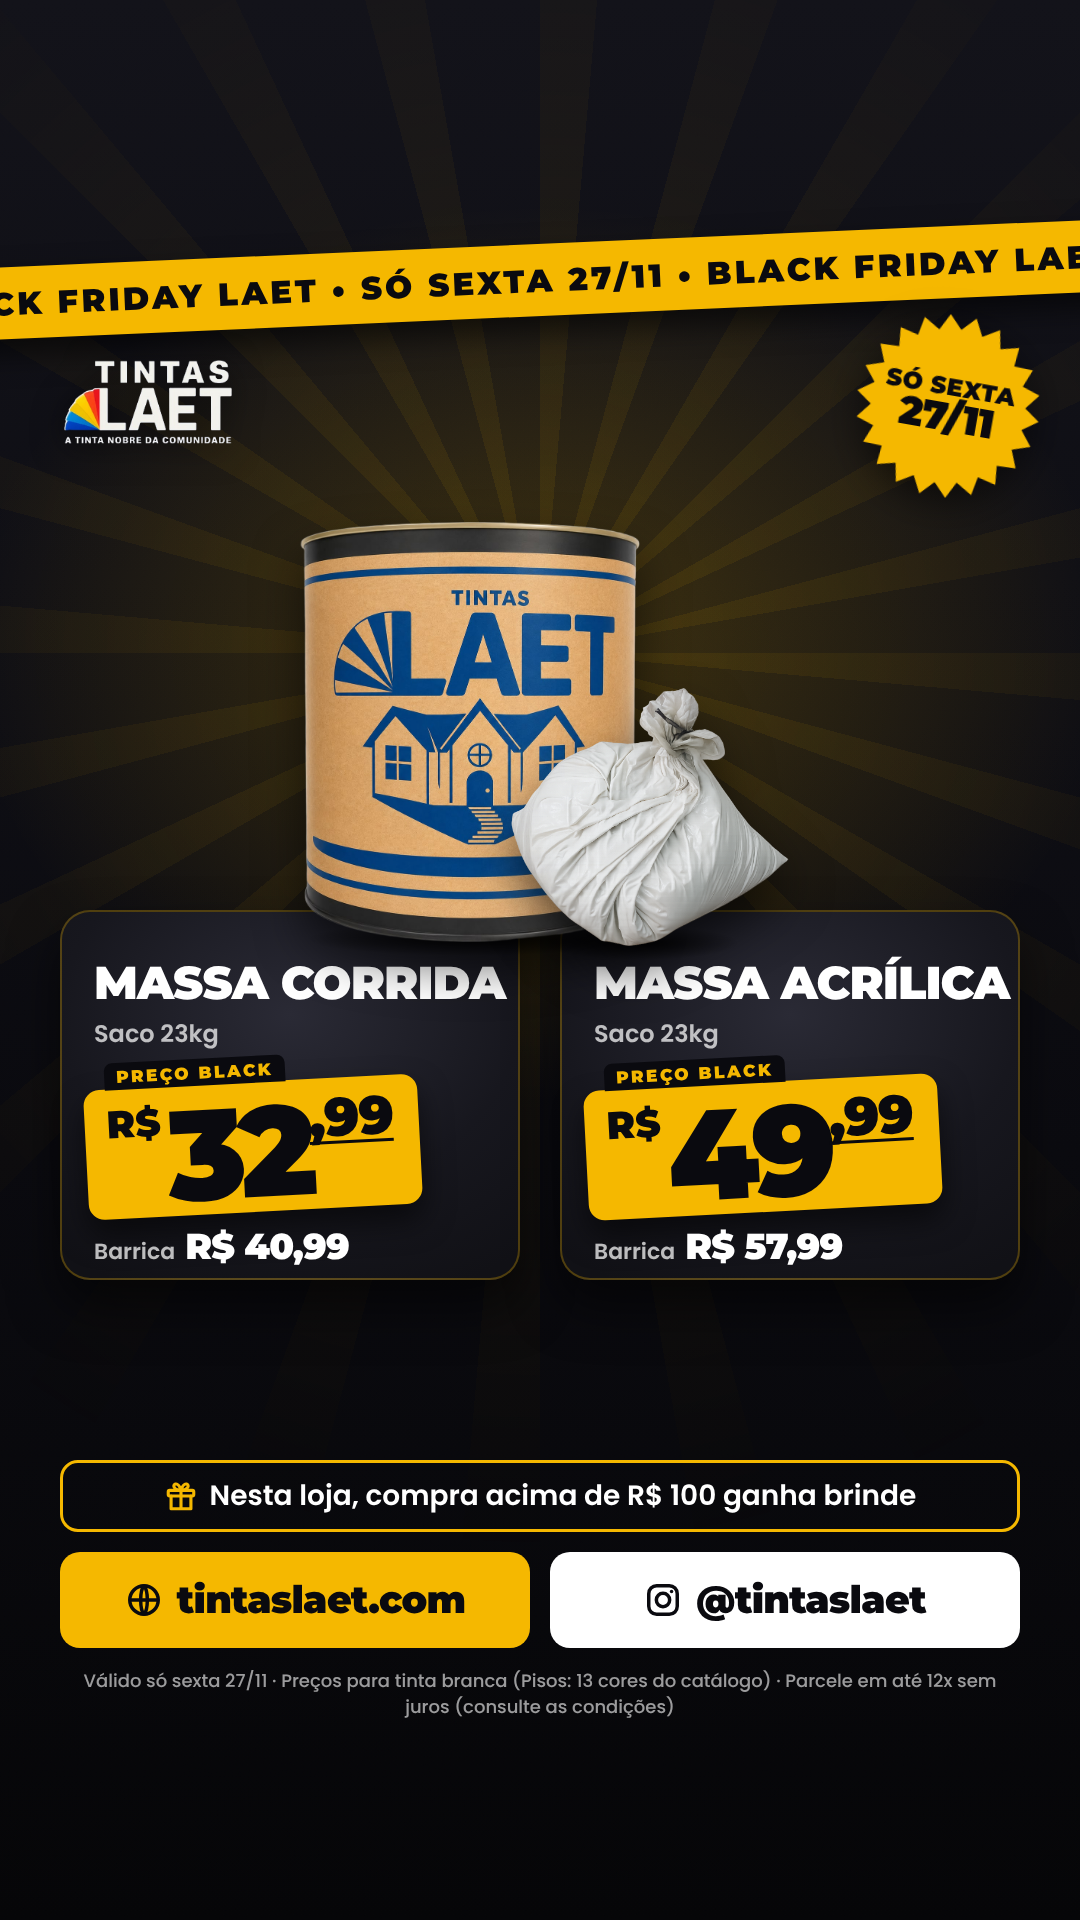 CK FRIDAY LAET • SÓ SEXTA 27/11 • BLACK FRIDAY LAE
TINTAS
LAET
A TINTA NOBRE DA COMUNIDADE
SÓ SEXTA
27/11
TINTAS
LAET
MASSA CORRIDA
Saco 23kg
PREÇO BLACK
R$ 32,99
Barrica R$ 40,99
MASSA ACRÍLICA
Saco 23kg
PREÇO BLACK
R$ 49,99
Barrica R$ 57,99
Nesta loja, compra acima de R$ 100 ganha brinde
tintaslaet.com
@tintaslaet
Válido só sexta 27/11 · Preços para tinta branca (Pisos: 13 cores do catálogo) · Parcele em até 12x sem
juros (consulte as condições)